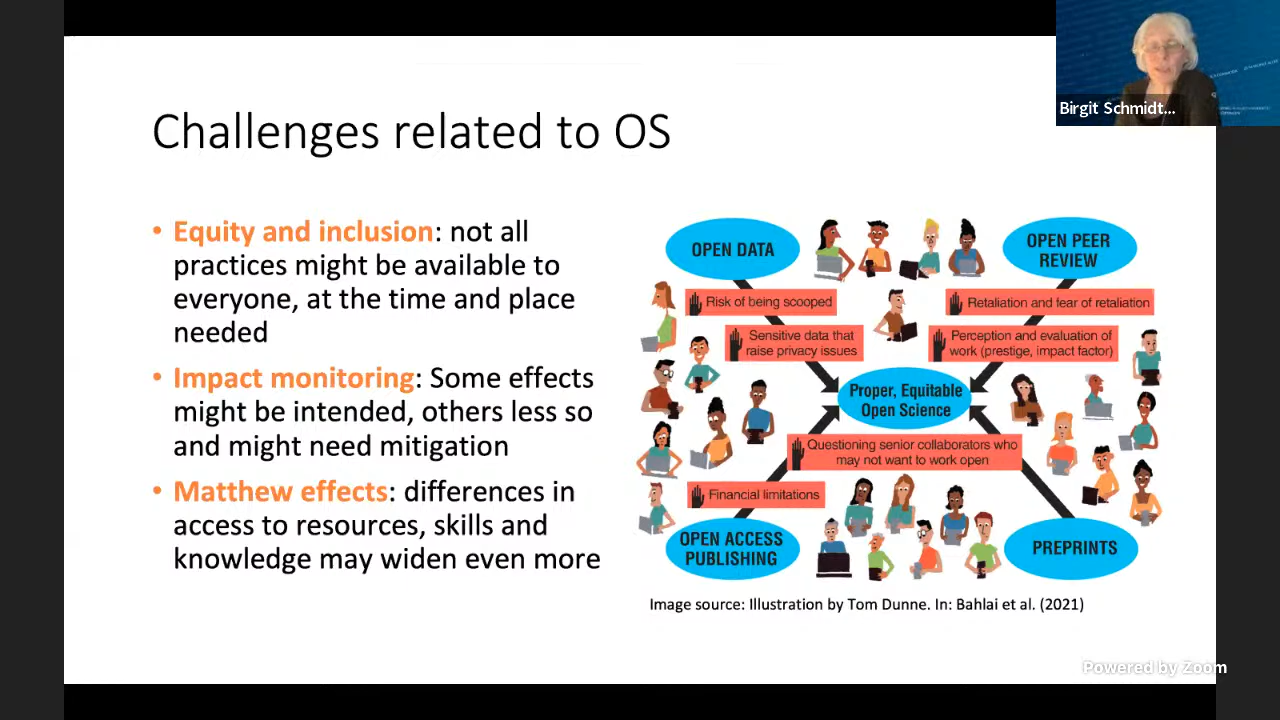 Birgit Schmidt...
Challenges related to OS
• Equity and inclusion: not all
practices might be available to
everyone, at the time and place
needed
• Impact monitoring: Some effects
might be intended, others less so
and might need mitigation
• Matthew effects: differences in
access to resources, skills and
knowledge may widen even more
OPEN DATA
OPEN PEER
REVIEW
Risk of being scooped
Retaliation and fear of retaliation
Sensitive data that
raise privacy issues
Perception and evaluation of
work (prestige, impact factor)
Proper, Equitable
Open Science
Questioning senior collaborators who
may not want to work open
Financial limitations
OPEN ACCESS
PUBLISHING
PREPRINTS
Image source: Illustration by Tom Dunne. In: Bahlai et al. (2021)
Powered by Zoom